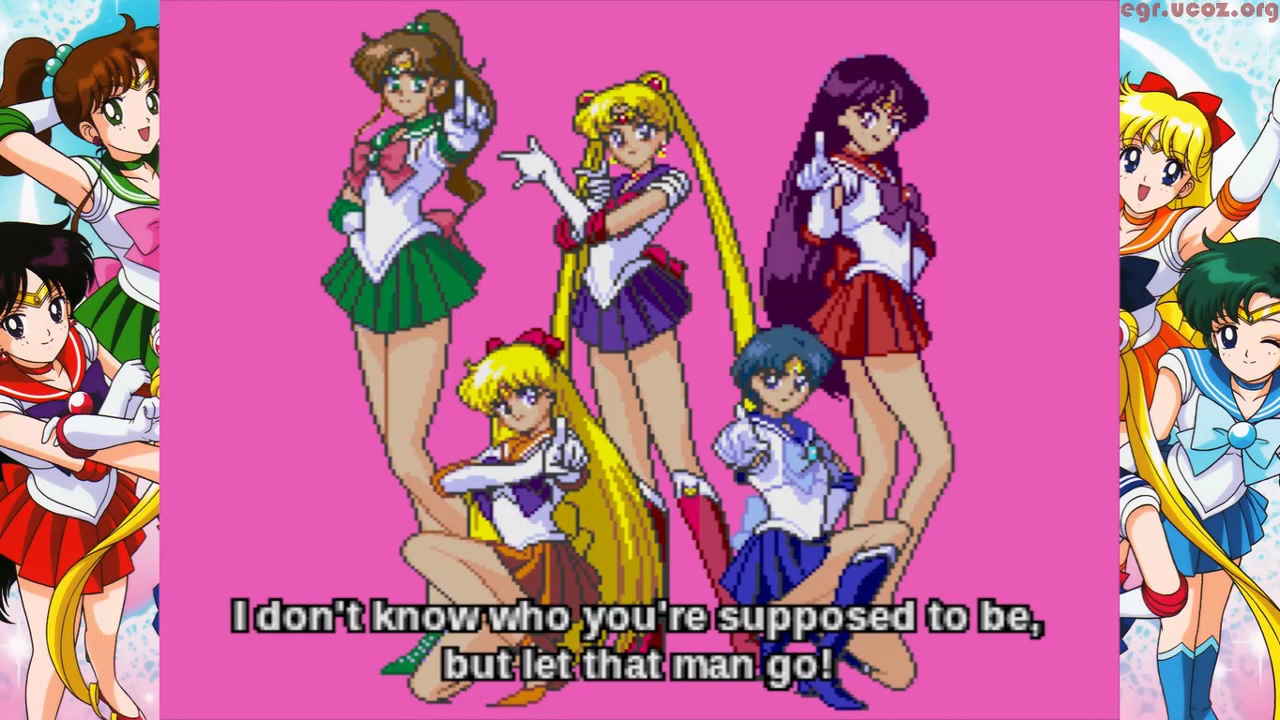 egr.ucoz.org
I don't know who you're supposed to be,
but let that man go!